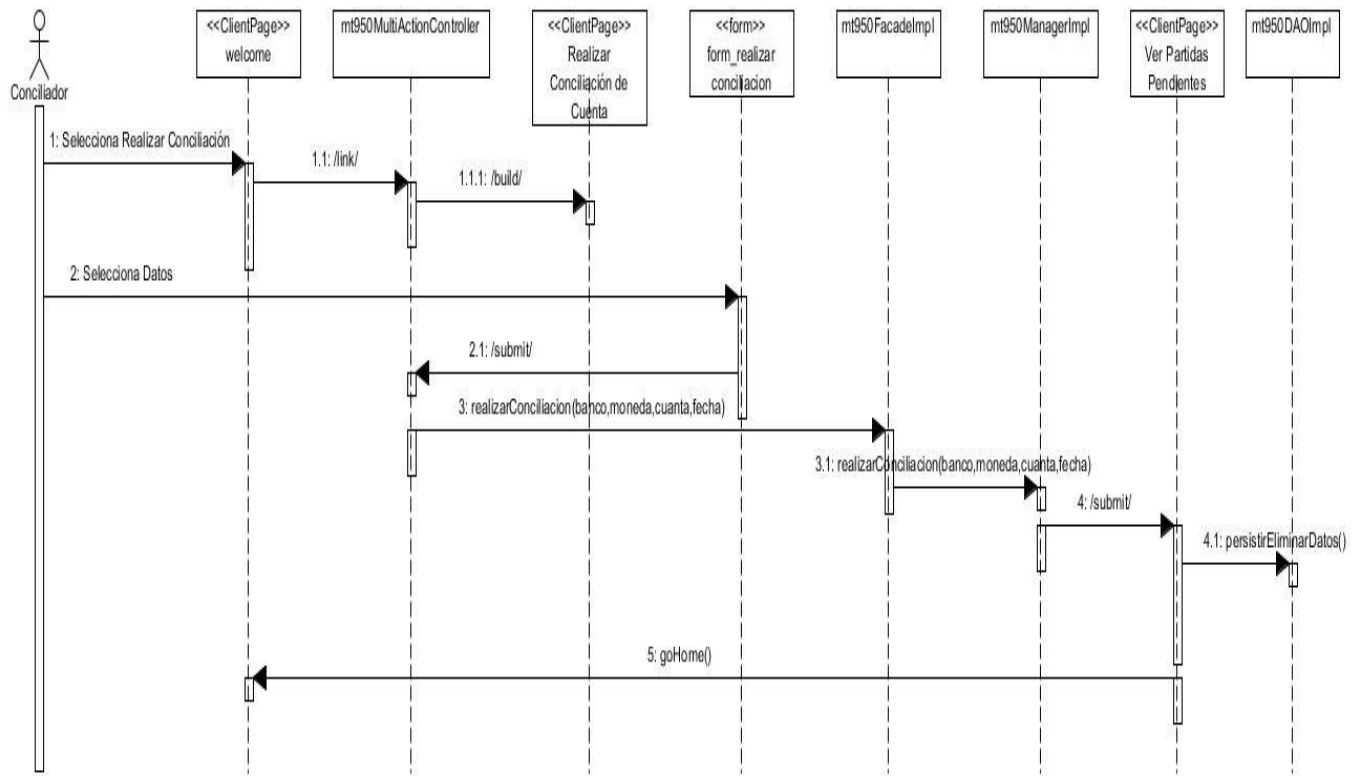 <<ClientPage>>
welcome
mt950MultiActionController
<<ClientPage>>
Realizar
Conciliación de
Cuenta
<<form>>
form_realizar
conciliacion
mt950FacadeImpl
mt950ManagerImpl
<<ClientPage>>
Ver Partidas
Pendientes
mt950DAOImpl
Conciliador
1: Selecciona Realizar Conciliación
1.1: /link/
1.1.1: /build/
2: Selecciona Datos
2.1: /submit/
3: realizarConciliacion(banco,moneda,cuanta,fecha)
3.1: realizarConciliacion(banco,moneda,cuanta,fecha)
4: /submit/
4.1: persistirEliminarDatos()
5: goHome()